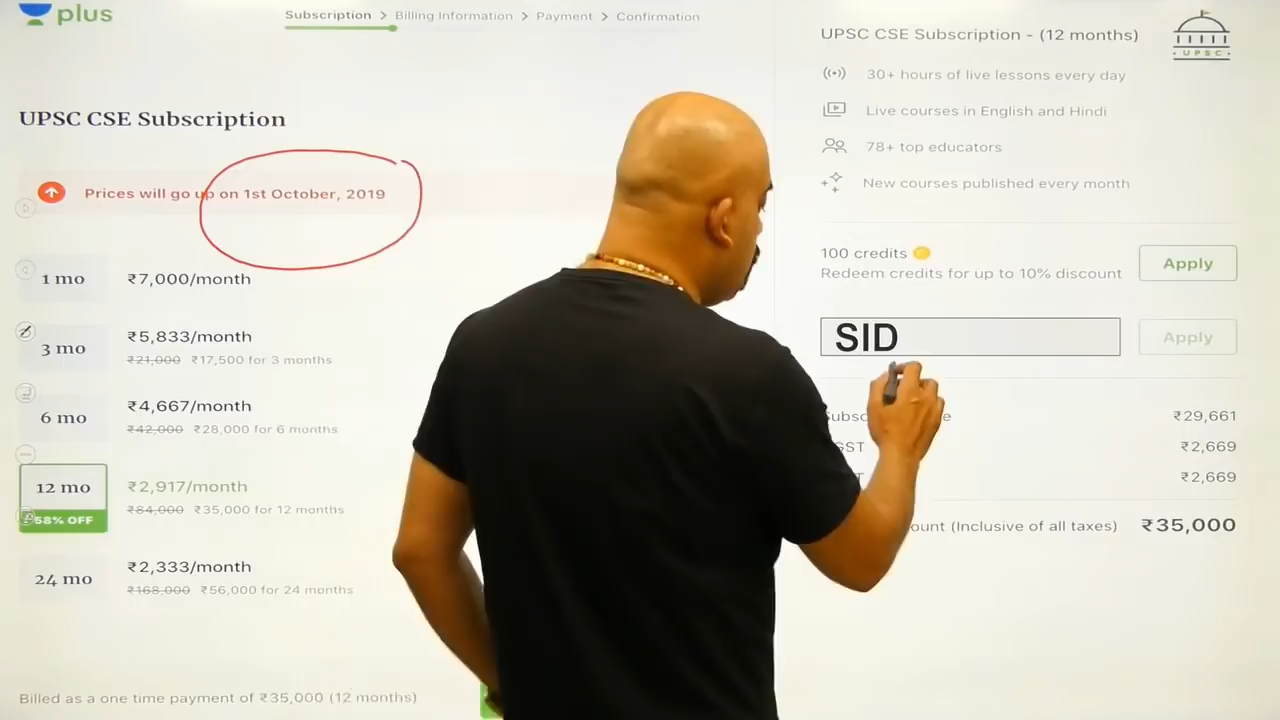 plus
Subscription > Billing Information > Payment > Confirmation
UPSC CSE Subscription
Prices will go up on 1st October, 2019
1 mo ₹7,000/month
3 mo ₹5,833/month
₹21,000 ₹17,500 for 3 months
6 mo ₹4,667/month
₹42,000 ₹28,000 for 6 months
12 mo ₹2,917/month
58% OFF ₹84,000 ₹35,000 for 12 months
24 mo ₹2,333/month
₹168,000 ₹56,000 for 24 months
Billed as a one time payment of ₹35,000 (12 months)
UPSC CSE Subscription - (12 months)
UPSC
30+ hours of live lessons every day
Live courses in English and Hindi
78+ top educators
New courses published every month
100 credits
Redeem credits for up to 10% discount
Apply
SID
Apply
₹29,661
GST ₹2,669
₹2,669
(Inclusive of all taxes) ₹35,000